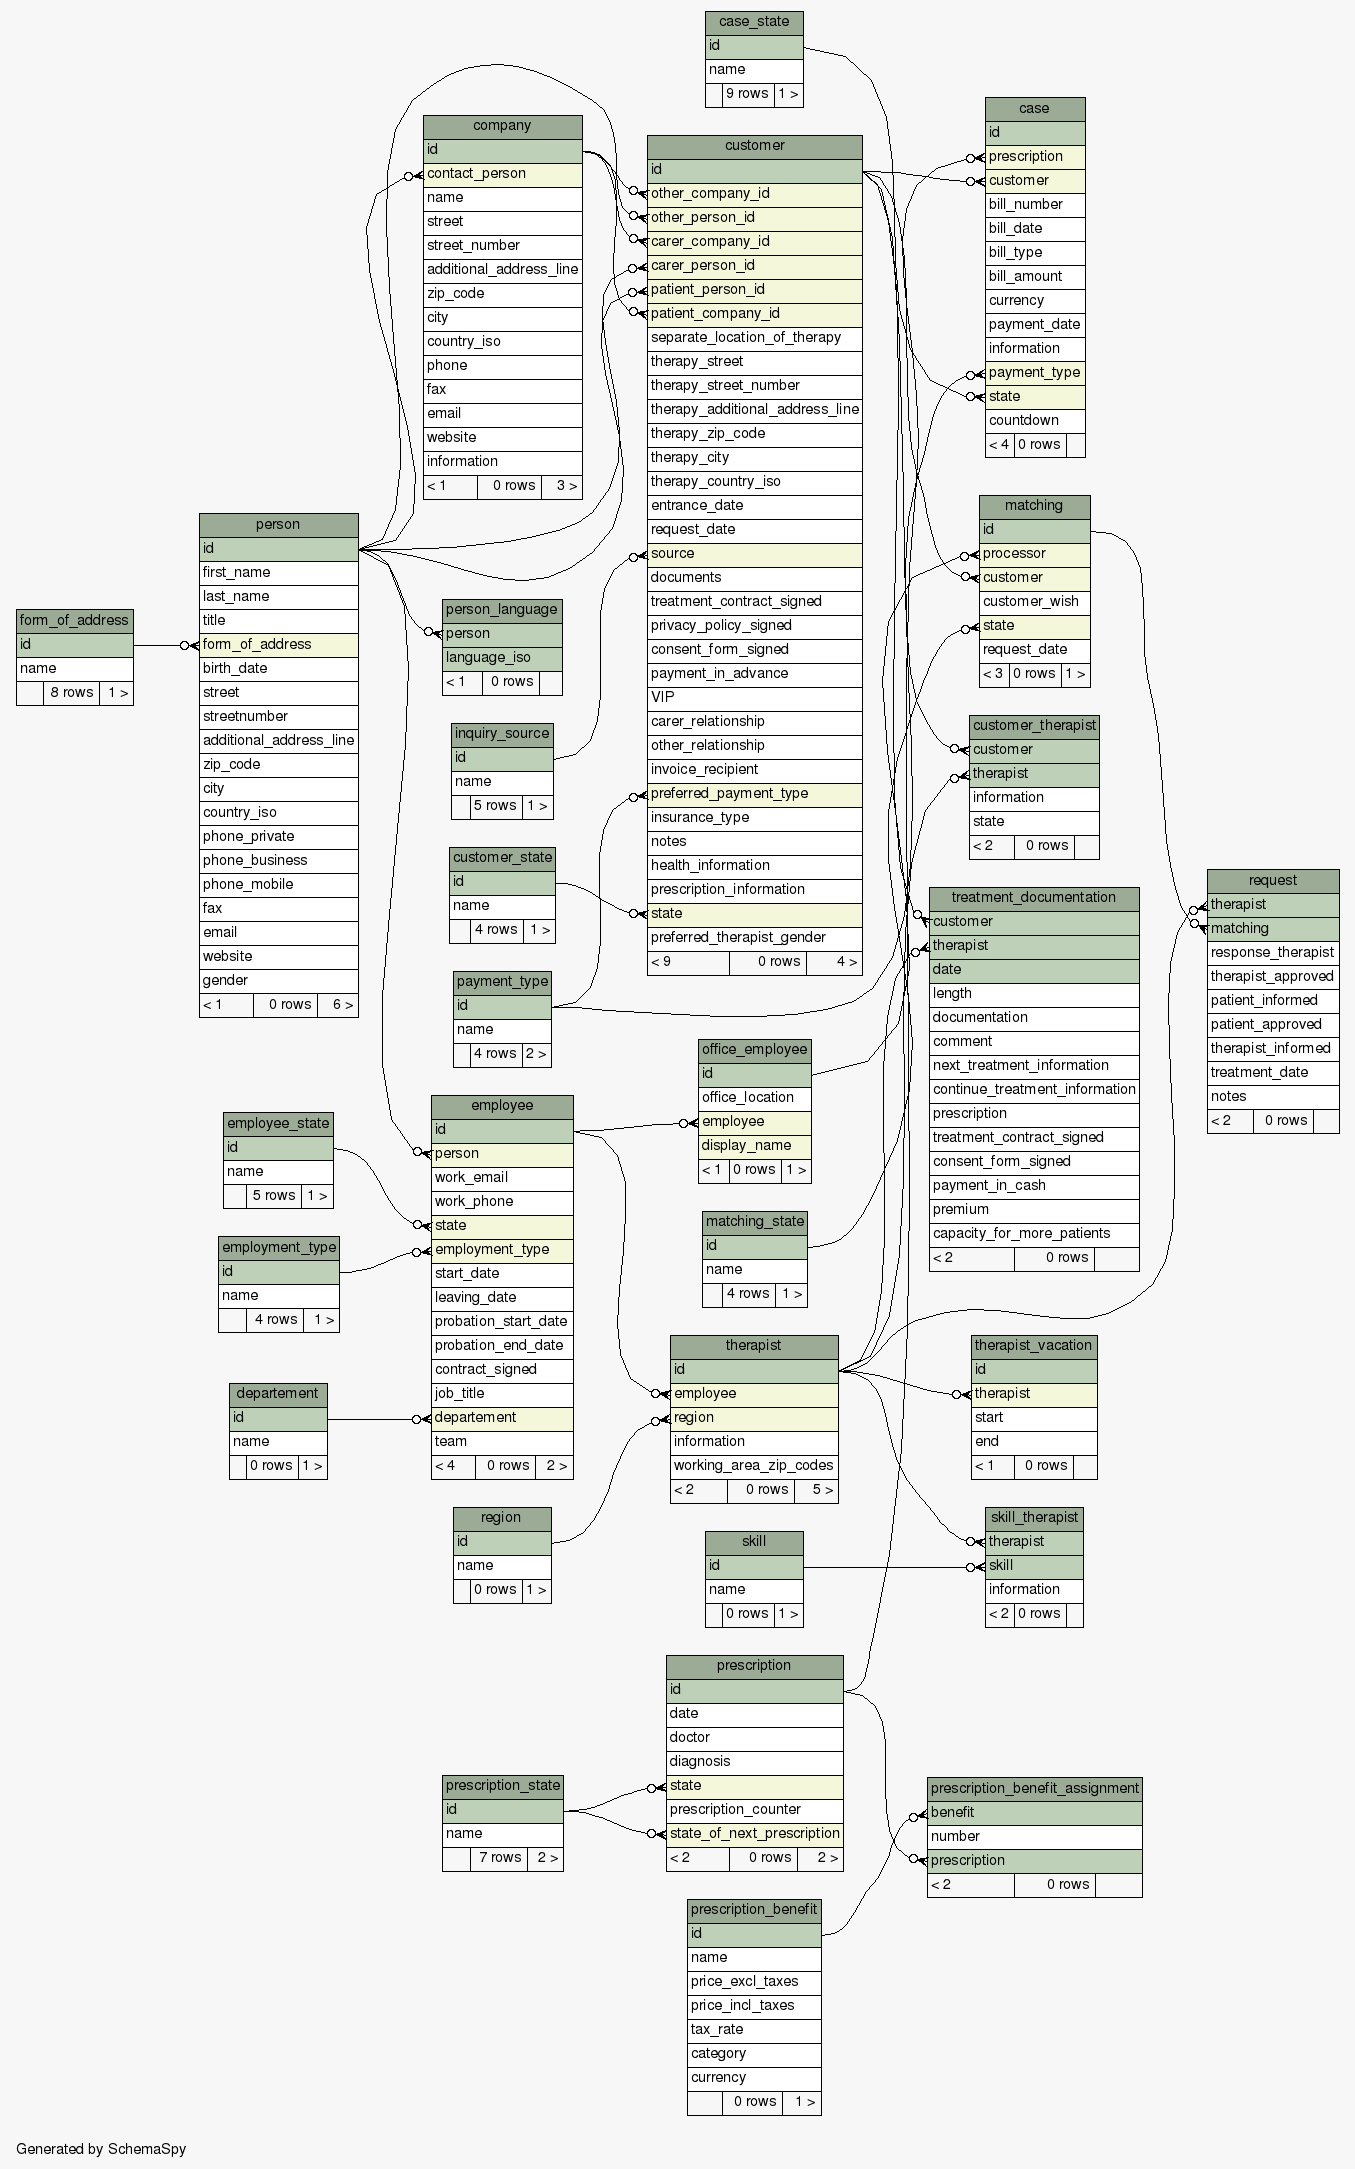 case_state
id
name
9 rows 1 >
case
id
prescription
customer
bill_number
bill_date
bill_type
bill_amount
currency
payment_date
information
payment_type
state
countdown
< 4 0 rows
company
id
contact_person
name
street
street_number
additional_address_line
zip_code
city
country_iso
phone
fax
email
website
information
< 1 0 rows 3 >
customer
id
other_company_id
other_person_id
carer_company_id
carer_person_id
patient_person_id
patient_company_id
separate_location_of_therapy
therapy_street
therapy_street_number
therapy_additional_address_line
therapy_zip_code
therapy_city
therapy_country_iso
entrance_date
request_date
source
documents
treatment_contract_signed
privacy_policy_signed
consent_form_signed
payment_in_advance
VIP
carer_relationship
other_relationship
invoice_recipient
preferred_payment_type
insurance_type
notes
health_information
prescription_information
state
preferred_therapist_gender
< 9 0 rows 4 >
matching
id
processor
customer
customer_wish
state
request_date
< 3 0 rows 1 >
person
id
first_name
last_name
title
form_of_address
birth_date
street
streetnumber
additional_address_line
zip_code
city
country_iso
phone_private
phone_business
phone_mobile
fax
email
website
gender
< 1 0 rows 6 >
form_of_address
id
name
8 rows 1 >
person_language
person
language_iso
< 1 0 rows
inquiry_source
id
name
5 rows 1 >
customer_state
id
name
4 rows 1 >
payment_type
id
name
4 rows 2 >
customer_therapist
customer
therapist
information
state
< 2 0 rows
treatment_documentation
customer
therapist
date
length
documentation
comment
next_treatment_information
continue_treatment_information
prescription
treatment_contract_signed
consent_form_signed
payment_in_cash
premium
capacity_for_more_patients
< 2 0 rows
request
therapist
matching
response_therapist
therapist_approved
patient_informed
patient_approved
therapist_informed
treatment_date
notes
< 2 0 rows
office_employee
id
office_location
employee
display_name
< 1 0 rows 1 >
employee
id
person
work_email
work_phone
state
employment_type
start_date
leaving_date
probation_start_date
probation_end_date
contract_signed
job_title
departement
team
< 4 0 rows 2 >
employee_state
id
name
5 rows 1 >
employment_type
id
name
4 rows 1 >
departement
id
name
0 rows 1 >
matching_state
id
name
4 rows 1 >
therapist
id
employee
region
information
working_area_zip_codes
< 2 0 rows 5 >
therapist_vacation
id
therapist
start
end
< 1 0 rows
region
id
name
0 rows 1 >
skill
id
name
0 rows 1 >
skill_therapist
therapist
skill
information
< 2 0 rows
prescription
id
date
doctor
diagnosis
state
prescription_counter
state_of_next_prescription
< 2 0 rows 2 >
prescription_state
id
name
7 rows 2 >
prescription_benefit_assignment
benefit
number
prescription
< 2 0 rows
prescription_benefit
id
name
price_excl_taxes
price_incl_taxes
tax_rate
category
currency
0 rows 1 >
Generated by SchemaSpy